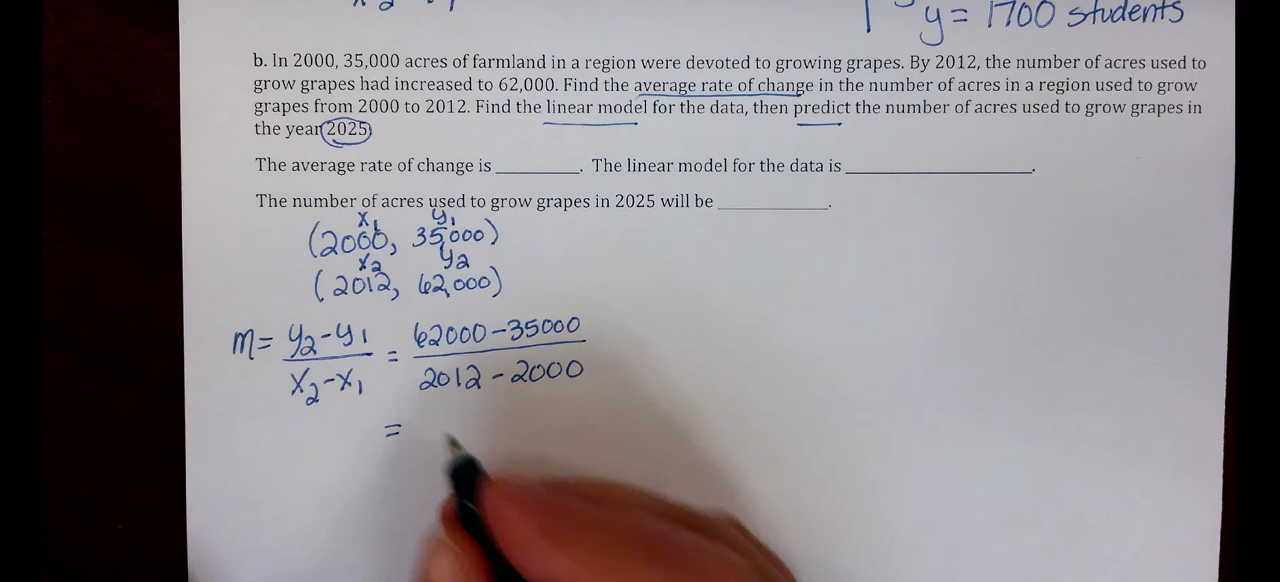 y = 1700 students
b. In 2000, 35,000 acres of farmland in a region were devoted to growing grapes. By 2012, the number of acres used to
grow grapes had increased to 62,000. Find the average rate of change in the number of acres in a region used to grow
grapes from 2000 to 2012. Find the linear model for the data, then predict the number of acres used to grow grapes in
the year 2025.
The average rate of change is ________. The linear model for the data is ____________________.
The number of acres used to grow grapes in 2025 will be ____________.
x₁ y₁
(2000, 35,000)
x₂ y₂
(2012, 62,000)
m = y₂-y₁ / x₂-x₁ = 62000-35000 / 2012-2000
=